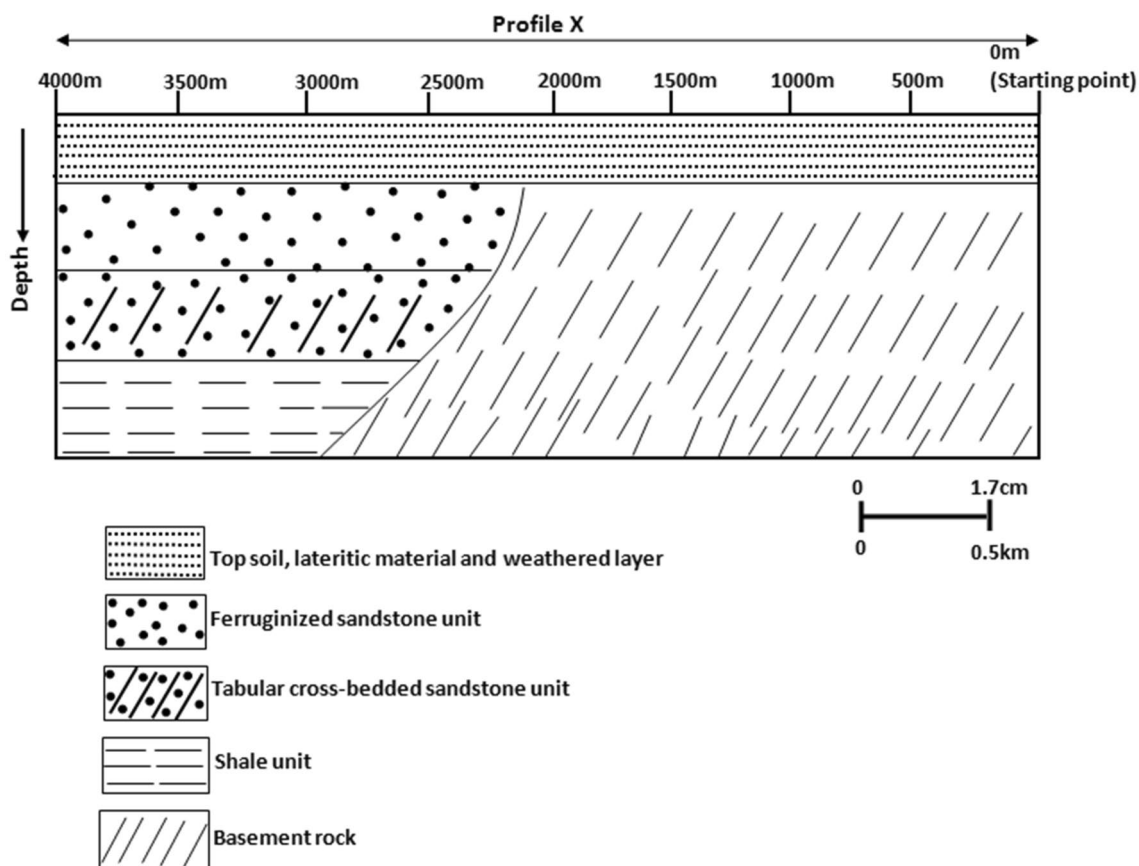 Profile X
0m
4000m 3500m 3000m 2500m 2000m 1500m 1000m 500m (Starting point)
Depth
0 1.7cm
0 0.5km
Top soil, lateritic material and weathered layer
Ferruginized sandstone unit
Tabular cross-bedded sandstone unit
Shale unit
Basement rock